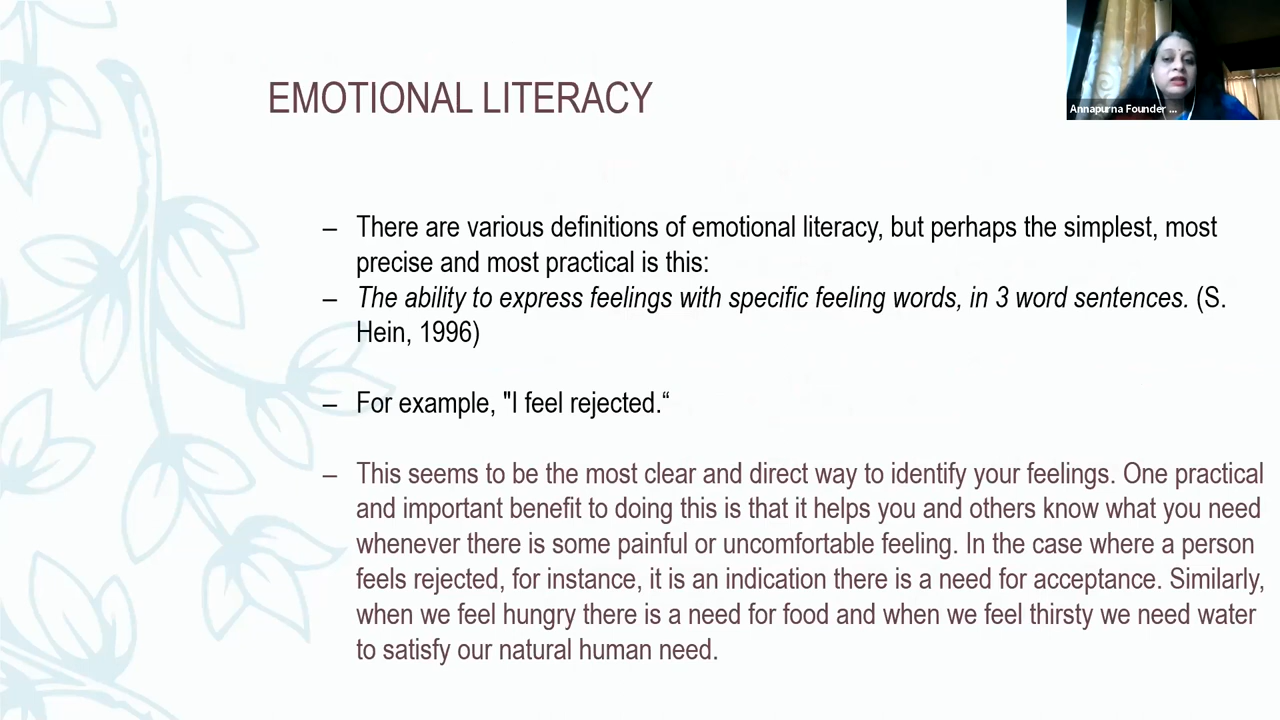 EMOTIONAL LITERACY
Annapurna Founder ...
– There are various definitions of emotional literacy, but perhaps the simplest, most
precise and most practical is this:
– The ability to express feelings with specific feeling words, in 3 word sentences. (S.
Hein, 1996)
– For example, "I feel rejected.“
– This seems to be the most clear and direct way to identify your feelings. One practical
and important benefit to doing this is that it helps you and others know what you need
whenever there is some painful or uncomfortable feeling. In the case where a person
feels rejected, for instance, it is an indication there is a need for acceptance. Similarly,
when we feel hungry there is a need for food and when we feel thirsty we need water
to satisfy our natural human need.